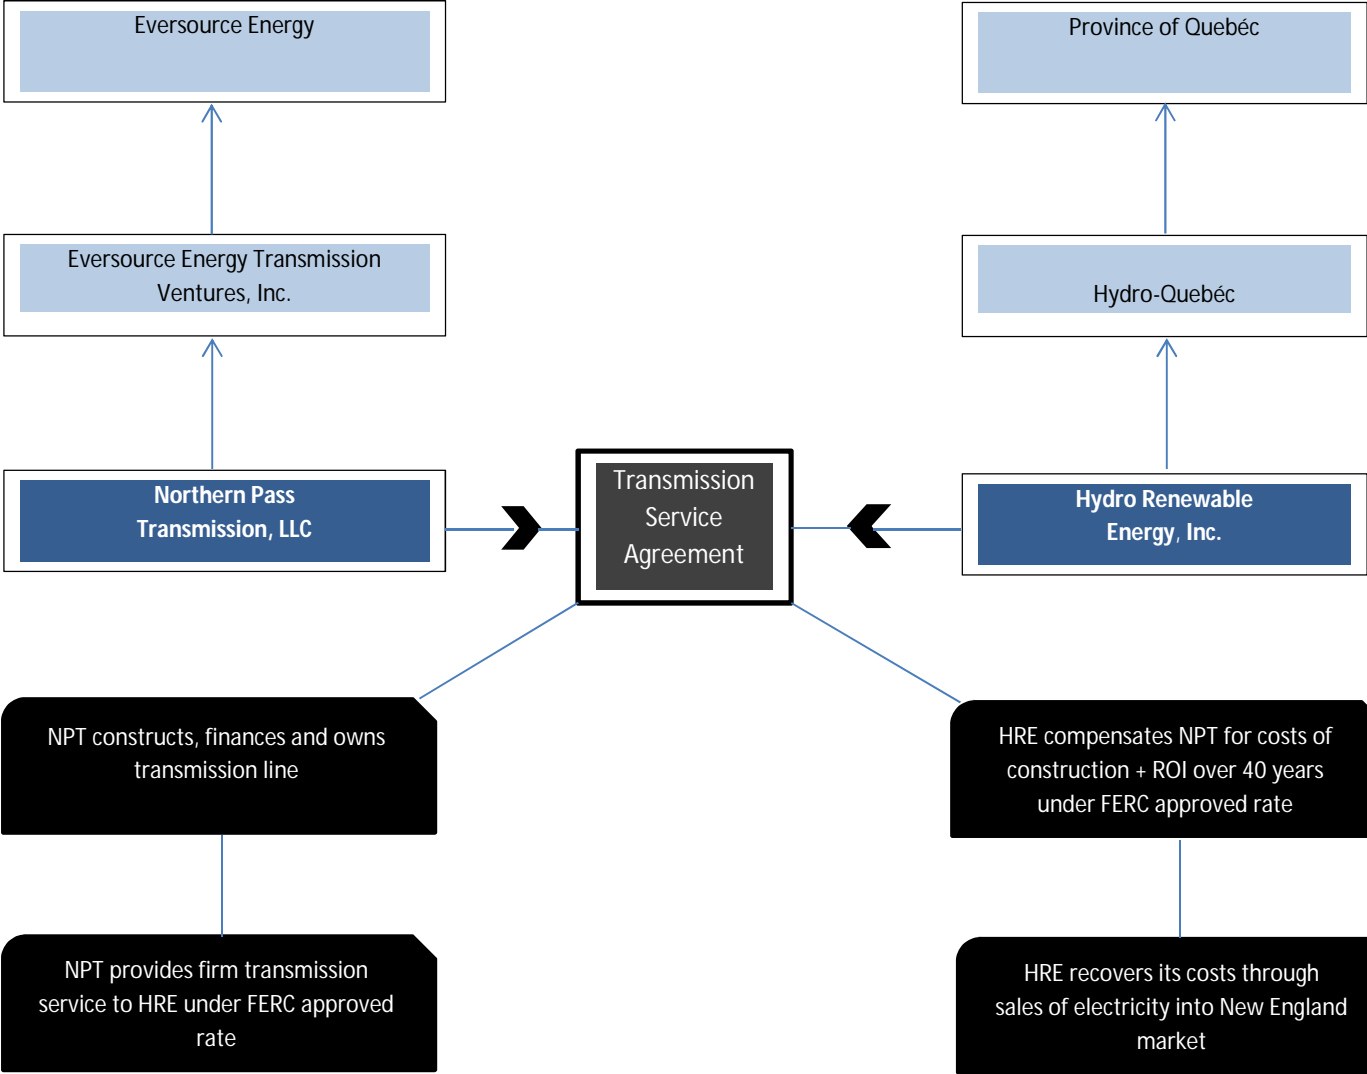 Eversource Energy
Province of Quebéc
Eversource Energy Transmission
Ventures, Inc.
Hydro-Quebéc
Northern Pass
Transmission, LLC
Transmission
Service
Agreement
Hydro Renewable
Energy, Inc.
NPT constructs, finances and owns
transmission line
HRE compensates NPT for costs of
construction + ROI over 40 years
under FERC approved rate
NPT provides firm transmission
service to HRE under FERC approved
rate
HRE recovers its costs through
sales of electricity into New England
market